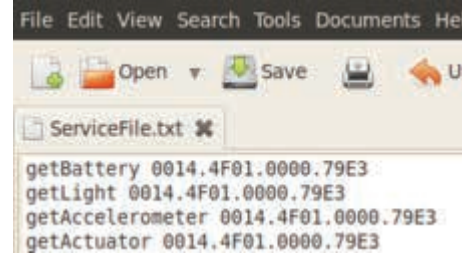 File Edit View Search Tools Documents He
Open Save U
ServiceFile.txt
getBattery 0014.4F01.0000.79E3
getLight 0014.4F01.0000.79E3
getAccelerometer 0014.4F01.0000.79E3
getActuator 0014.4F01.0000.79E3